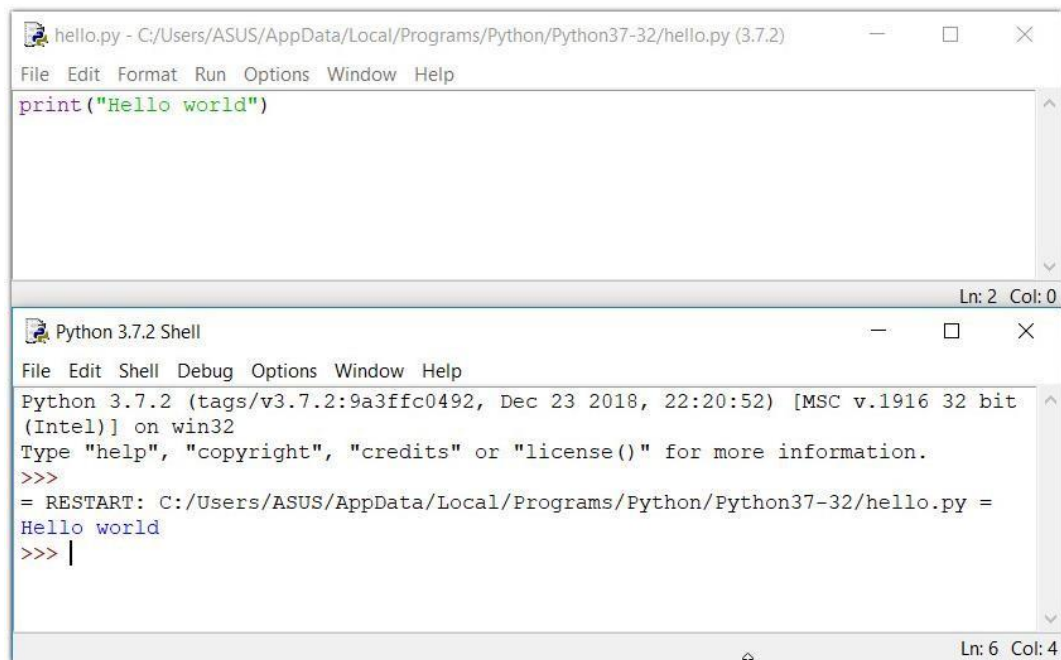 hello.py - C:/Users/ASUS/AppData/Local/Programs/Python/Python37-32/hello.py (3.7.2)
File Edit Format Run Options Window Help
print("Hello world")
Ln: 2 Col: 0
Python 3.7.2 Shell
File Edit Shell Debug Options Window Help
Python 3.7.2 (tags/v3.7.2:9a3ffc0492, Dec 23 2018, 22:20:52) [MSC v.1916 32 bit
(Intel)] on win32
Type "help", "copyright", "credits" or "license()" for more information.
>>>
= RESTART: C:/Users/ASUS/AppData/Local/Programs/Python/Python37-32/hello.py =
Hello world
>>>
Ln: 6 Col: 4